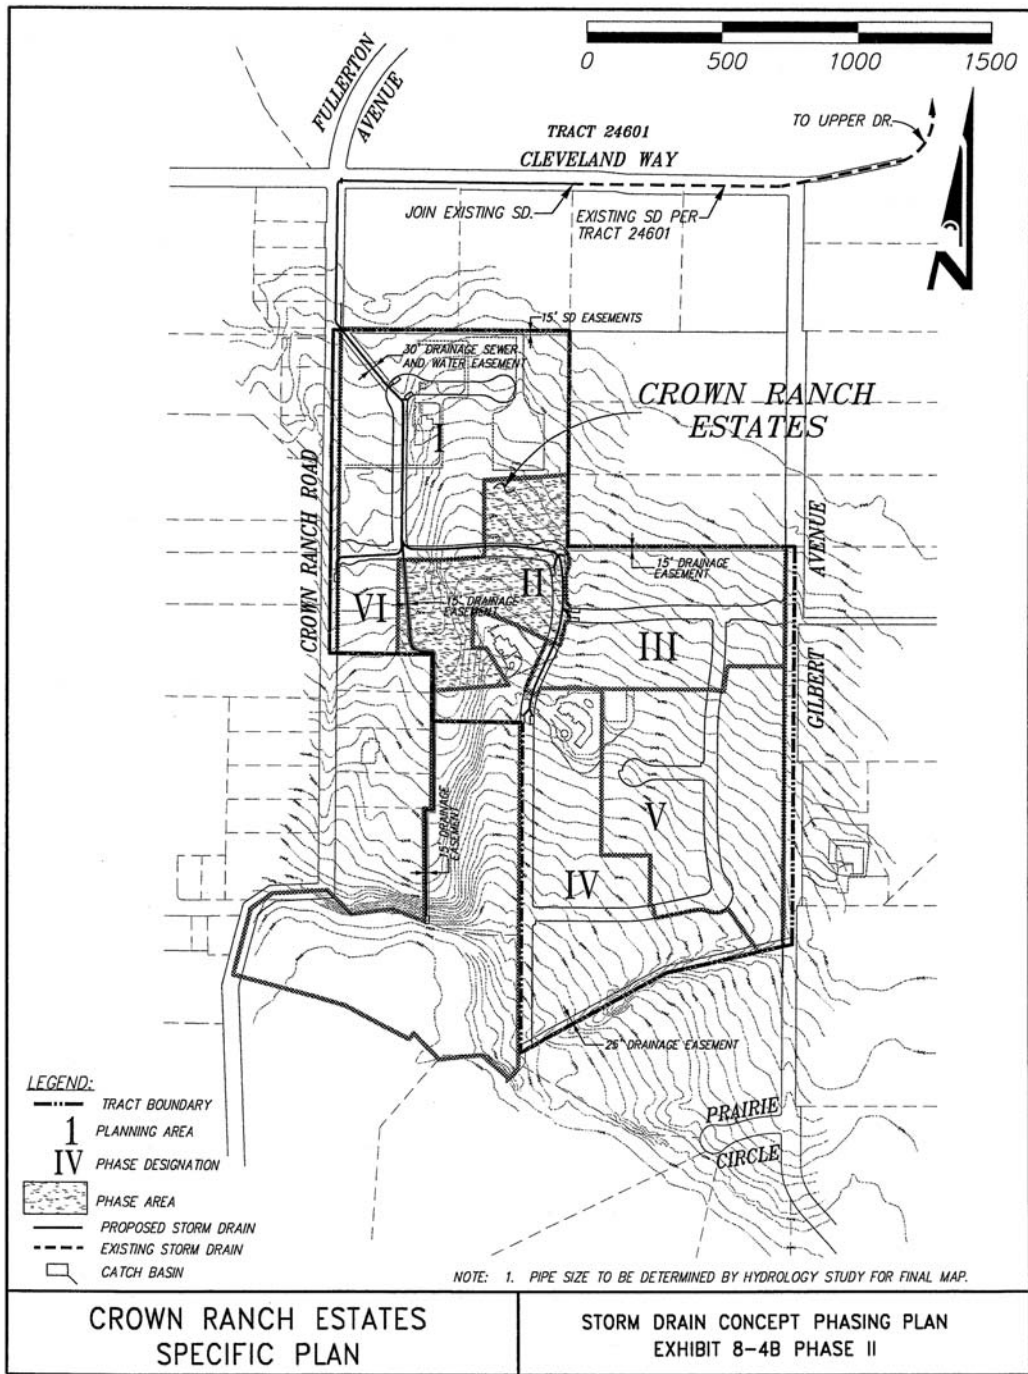 0 500 1000 1500
FULLERTON
AVENUE
TO UPPER DR.
TRACT 24601
CLEVELAND WAY
JOIN EXISTING SD.
EXISTING SD PER
TRACT 24601
N
15' SD EASEMENTS
30' DRAINAGE SEWER
AND WATER EASEMENT
CROWN RANCH
ESTATES
I
CROWN RANCH ROAD
AVENUE
GILBERT
15' DRAINAGE
EASEMENT
II
VI
15' DRAINAGE
EASEMENT
III
15' DRAINAGE
EASEMENT
V
IV
25' DRAINAGE EASEMENT
PRAIRIE
CIRCLE
LEGEND:
TRACT BOUNDARY
1 PLANNING AREA
IV PHASE DESIGNATION
PHASE AREA
PROPOSED STORM DRAIN
EXISTING STORM DRAIN
CATCH BASIN
NOTE: 1. PIPE SIZE TO BE DETERMINED BY HYDROLOGY STUDY FOR FINAL MAP.
CROWN RANCH ESTATES
SPECIFIC PLAN
STORM DRAIN CONCEPT PHASING PLAN
EXHIBIT 8-4B PHASE II